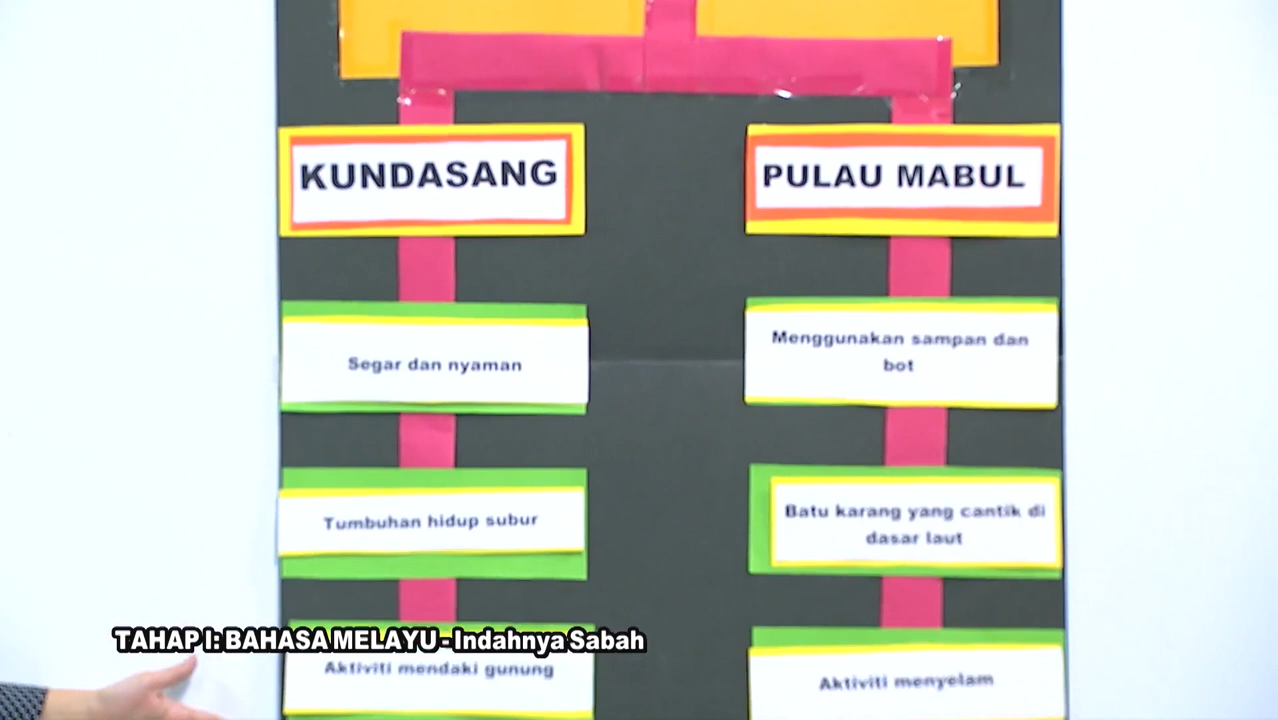 KUNDASANG
Segar dan nyaman
Tumbuhan hidup subur
Aktiviti mendaki gunung
PULAU MABUL
Menggunakan sampan dan
bot
Batu karang yang cantik di
dasar laut
Aktiviti menyelam
TAHAP I: BAHASA MELAYU - Indahnya Sabah